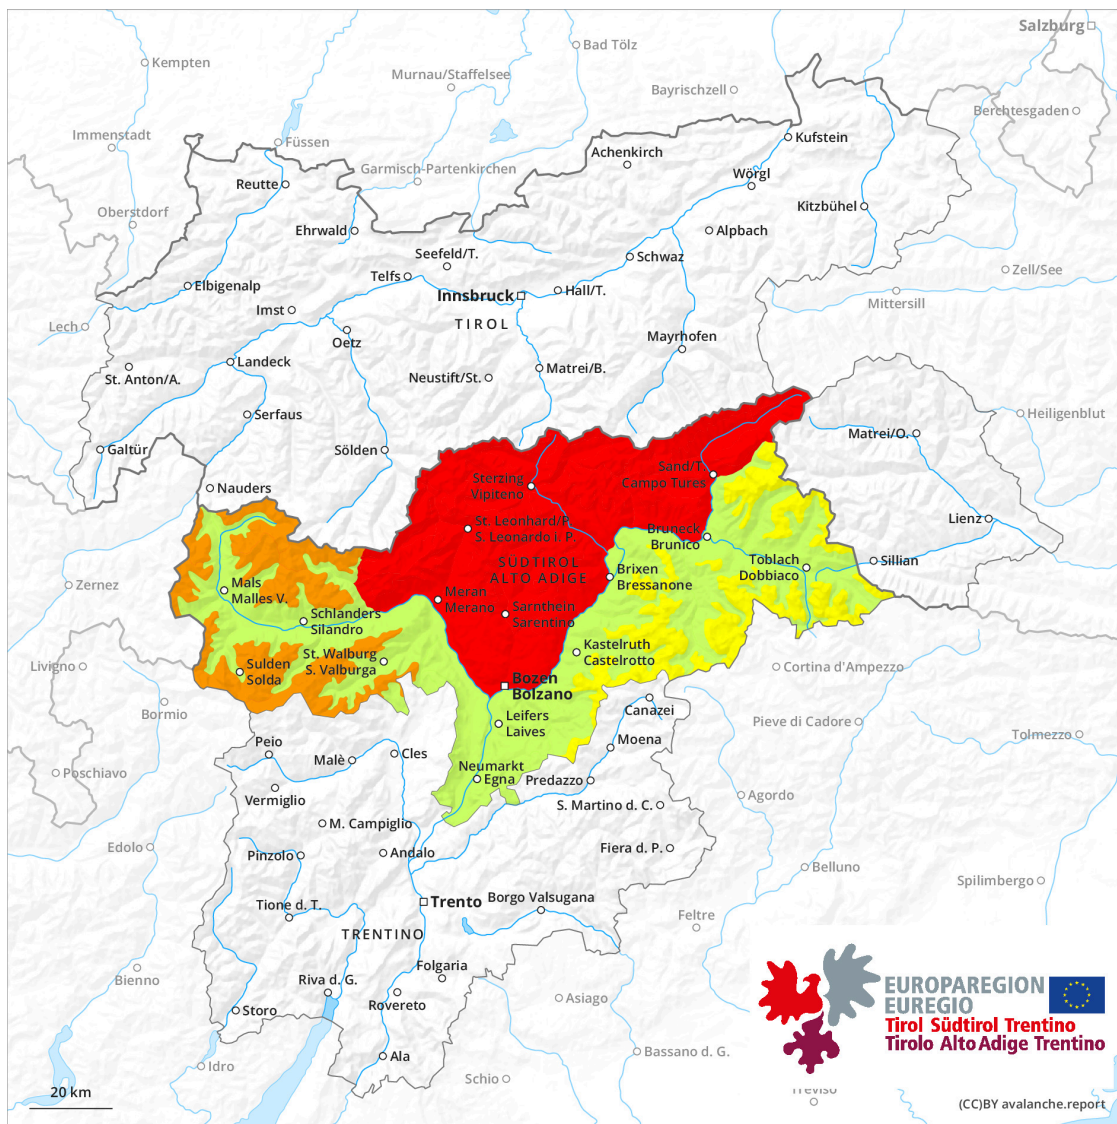 Salzburg
Bad Tölz
Kempten
Murnau/Staffelsee
Bayrischzell
Berchtesgaden
Immenstadt
Füssen
Kufstein
Achenkirch
Garmisch-Partenkirchen
Wörgl
Reutte
Kitzbühel
Oberstdorf
Ehrwald
Alpbach
Seefeld/T.
Schwaz
Zell/See
Telfs
Elbigenalp
Innsbruck
Hall/T.
Mittersill
Imst
TIROL
Lech
Oetz
Mayrhofen
Landeck
Matrei/B.
St. Anton/A.
Neustift/St.
Serfaus
Heiligenblut
Matrei/O.
Galtür
Sölden
Sand/T.
Campo Tures
Sterzing
Vipiteno
Nauders
Lienz
St. Leonhard/P.
S. Leonardo i. P.
Bruneck
Brunico
SÜDTIROL
ALTO ADIGE
Toblach
Dobbiaco
Sillian
Brixen
Bressanone
Zernez
Mals
Malles V.
Meran
Merano
Sarnthein
Sarentino
Schlanders
Silandro
Kastelruth
Castelrotto
St. Walburg
S. Valburga
Livigno
Sulden
Solda
Cortina d'Ampezzo
Bozen
Bolzano
Canazei
Bormio
Leifers
Laives
Pieve di Cadore
Tolmezzo
Peio
Moena
Malè
Cles
Neumarkt
Egna
Predazzo
Poschiavo
Vermiglio
Agordo
S. Martino d. C.
M. Campiglio
Edolo
Pinzolo
Andalo
Fiera d. P.
Belluno
Spilimbergo
Tione d. T.
Trento
Borgo Valsugana
Feltre
TRENTINO
Folgaria
Bienno
Riva d. G.
Rovereto
Asiago
Storo
EUROPAREGION
EUREGIO
Tirol Südtirol Trentino
Tirolo Alto Adige Trentino
Ala
Bassano d. G.
Idro
Schio
Treviso
20 km
(CC)BY avalanche.report